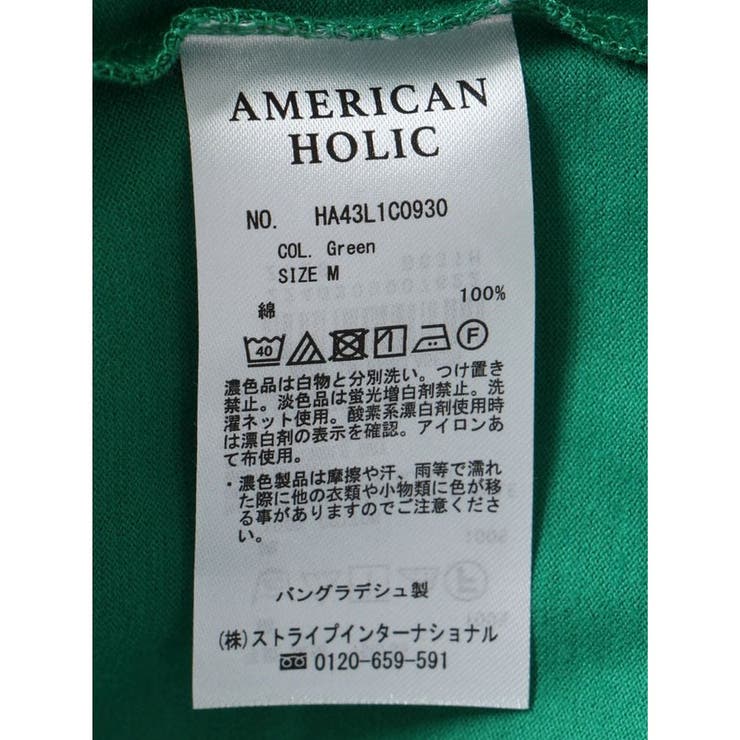 AMERICAN
HOLIC
NO. HA43L1C0930
COL. Green
SIZE M
綿 100%
40 F
濃色品は白物と分別洗い。つけ置き
禁止。淡色品は蛍光増白剤禁止。洗
濯ネット使用。酸素系漂白剤使用時
は漂白剤の表示を確認。アイロンあ
て布使用。
・濃色製品は摩擦や汗、雨等で濡れ
た際に他の衣類や小物類に色が移
る事がありますのでご注意くださ
い。
バングラデシュ製
(株)ストライプインターナショナル
0120-659-591